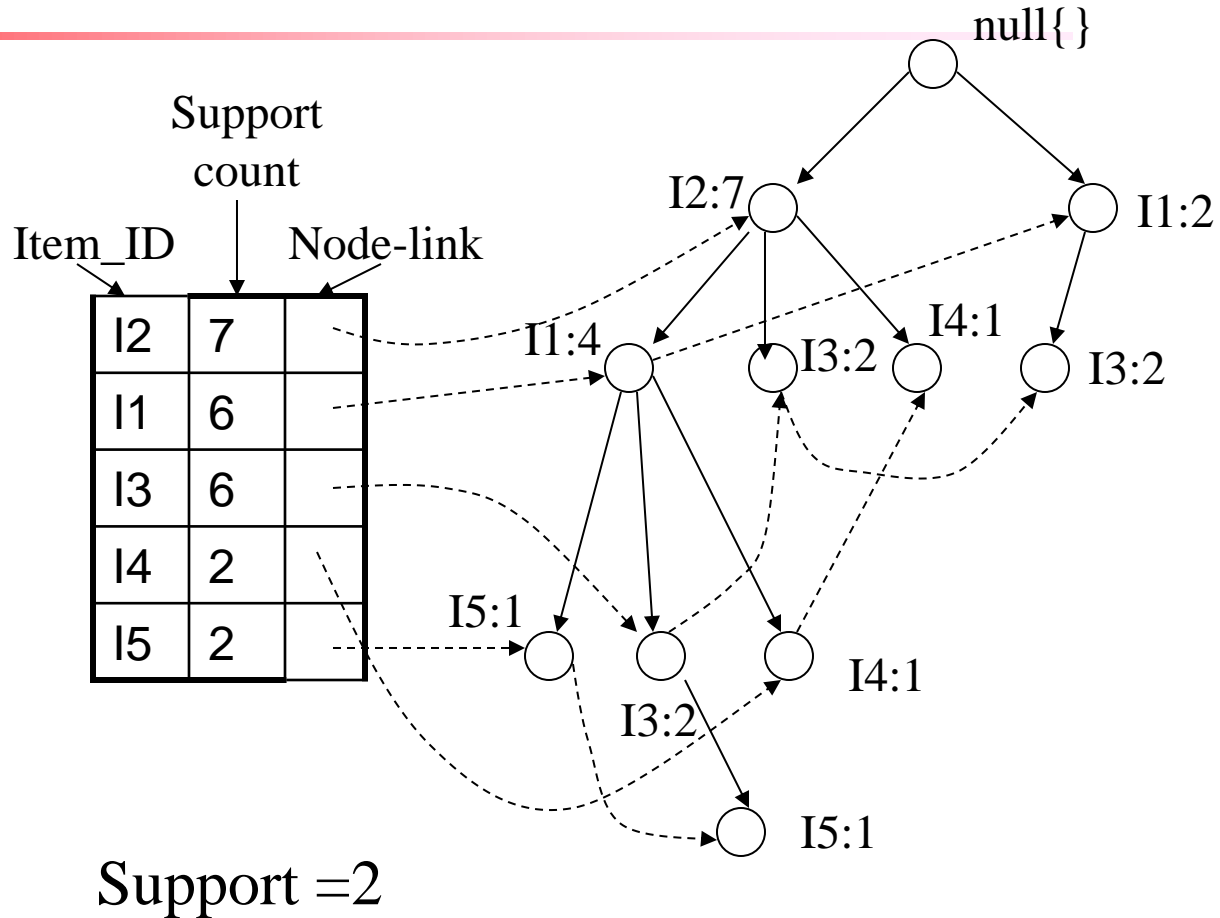 null{}
Support
count
Item_ID
Node-link
I2 7
I1 6
I3 6
I4 2
I5 2
I2:7
I1:2
I1:4
I3:2
I4:1
I3:2
I5:1
I3:2
I4:1
I5:1
Support =2